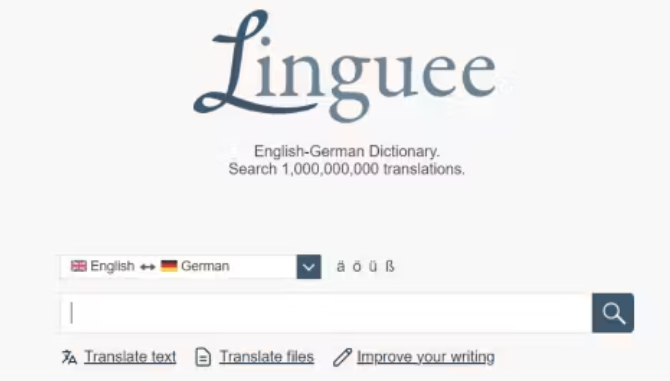 Linguee
English-German Dictionary.
Search 1,000,000,000 translations.
English ↔ German
ä ö ü ß
Translate text Translate files Improve your writing